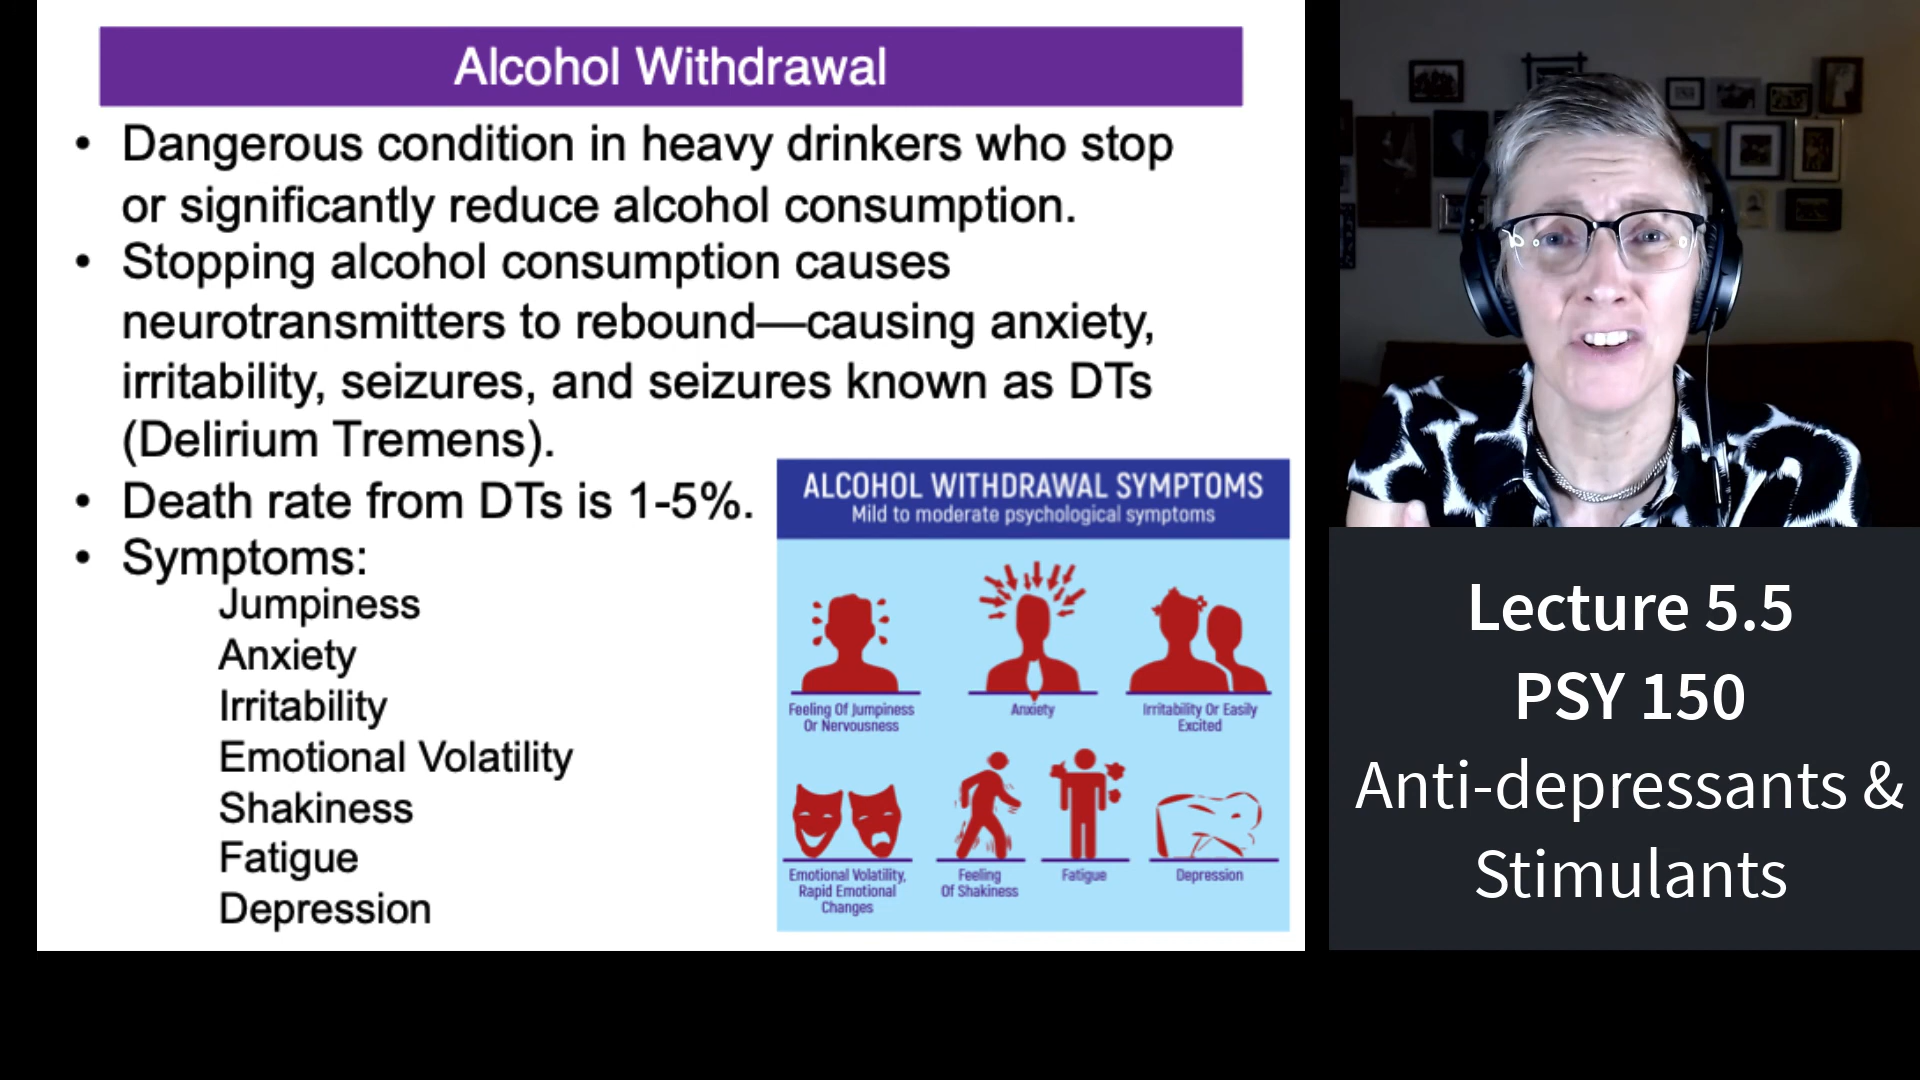 Alcohol Withdrawal
• Dangerous condition in heavy drinkers who stop
or significantly reduce alcohol consumption.
• Stopping alcohol consumption causes
neurotransmitters to rebound—causing anxiety,
irritability, seizures, and seizures known as DTs
(Delirium Tremens).
• Death rate from DTs is 1-5%.
• Symptoms:
Jumpiness
Anxiety
Irritability
Emotional Volatility
Shakiness
Fatigue
Depression
ALCOHOL WITHDRAWAL SYMPTOMS
Mild to moderate psychological symptoms
Feeling Of Jumpiness
Or Nervousness
Anxiety
Irritability Or Easily
Excited
Emotional Volatility,
Rapid Emotional
Changes
Feeling
Of Shakiness
Fatigue
Depression
Lecture 5.5
PSY 150
Anti-depressants &
Stimulants